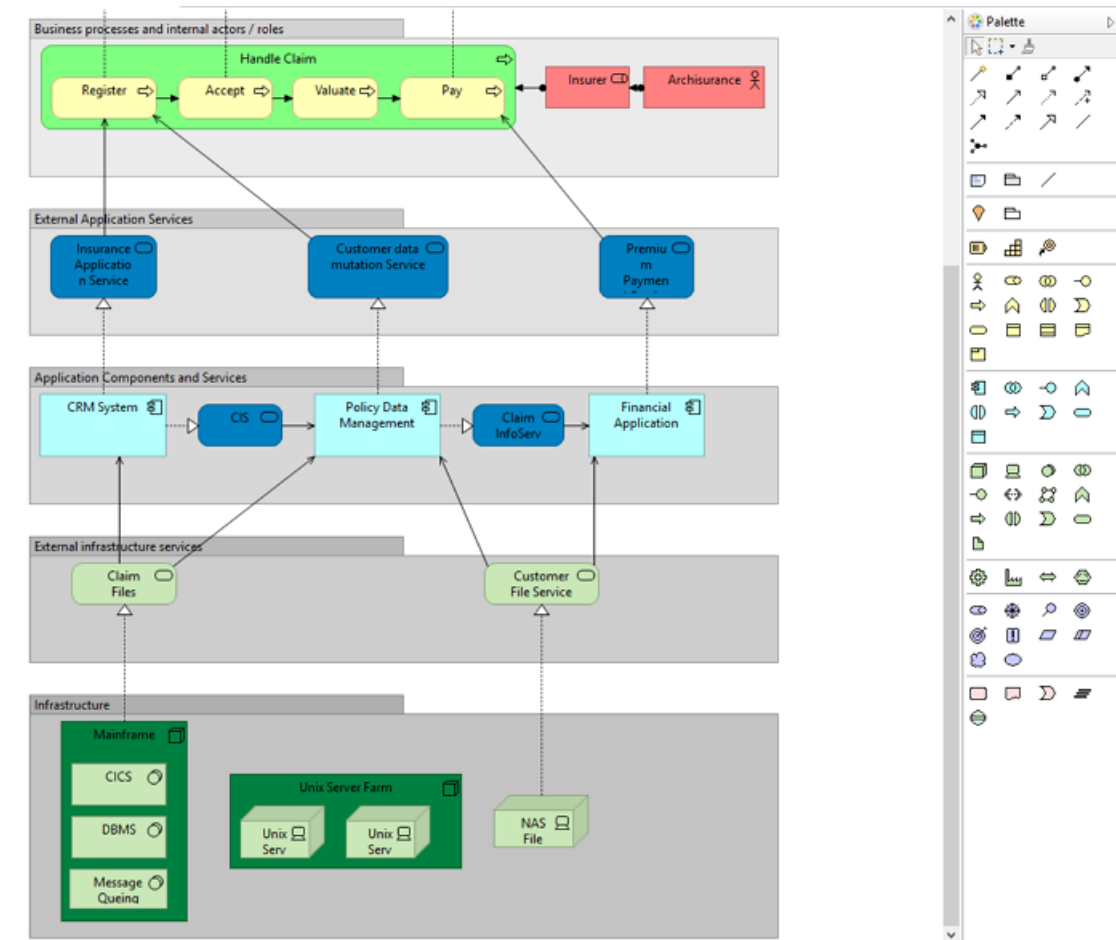 Palette
Business processes and internal actors / roles
Handle Claim
Register
Accept
Valuate
Pay
Insurer
Archisurance
External Application Services
Insurance
Applicatio
n Service
Customer data
mutation Service
Premiu
m
Paymen
Application Components and Services
CRM System
CIS
Policy Data
Management
Claim
InfoServ
Financial
Application
External infrastructure services
Claim
Files
Customer
File Service
Infrastructure
Mainframe
CICS
DBMS
Message
Queing
Unix Server Farm
Unix
Serv
Unix
Serv
NAS
File